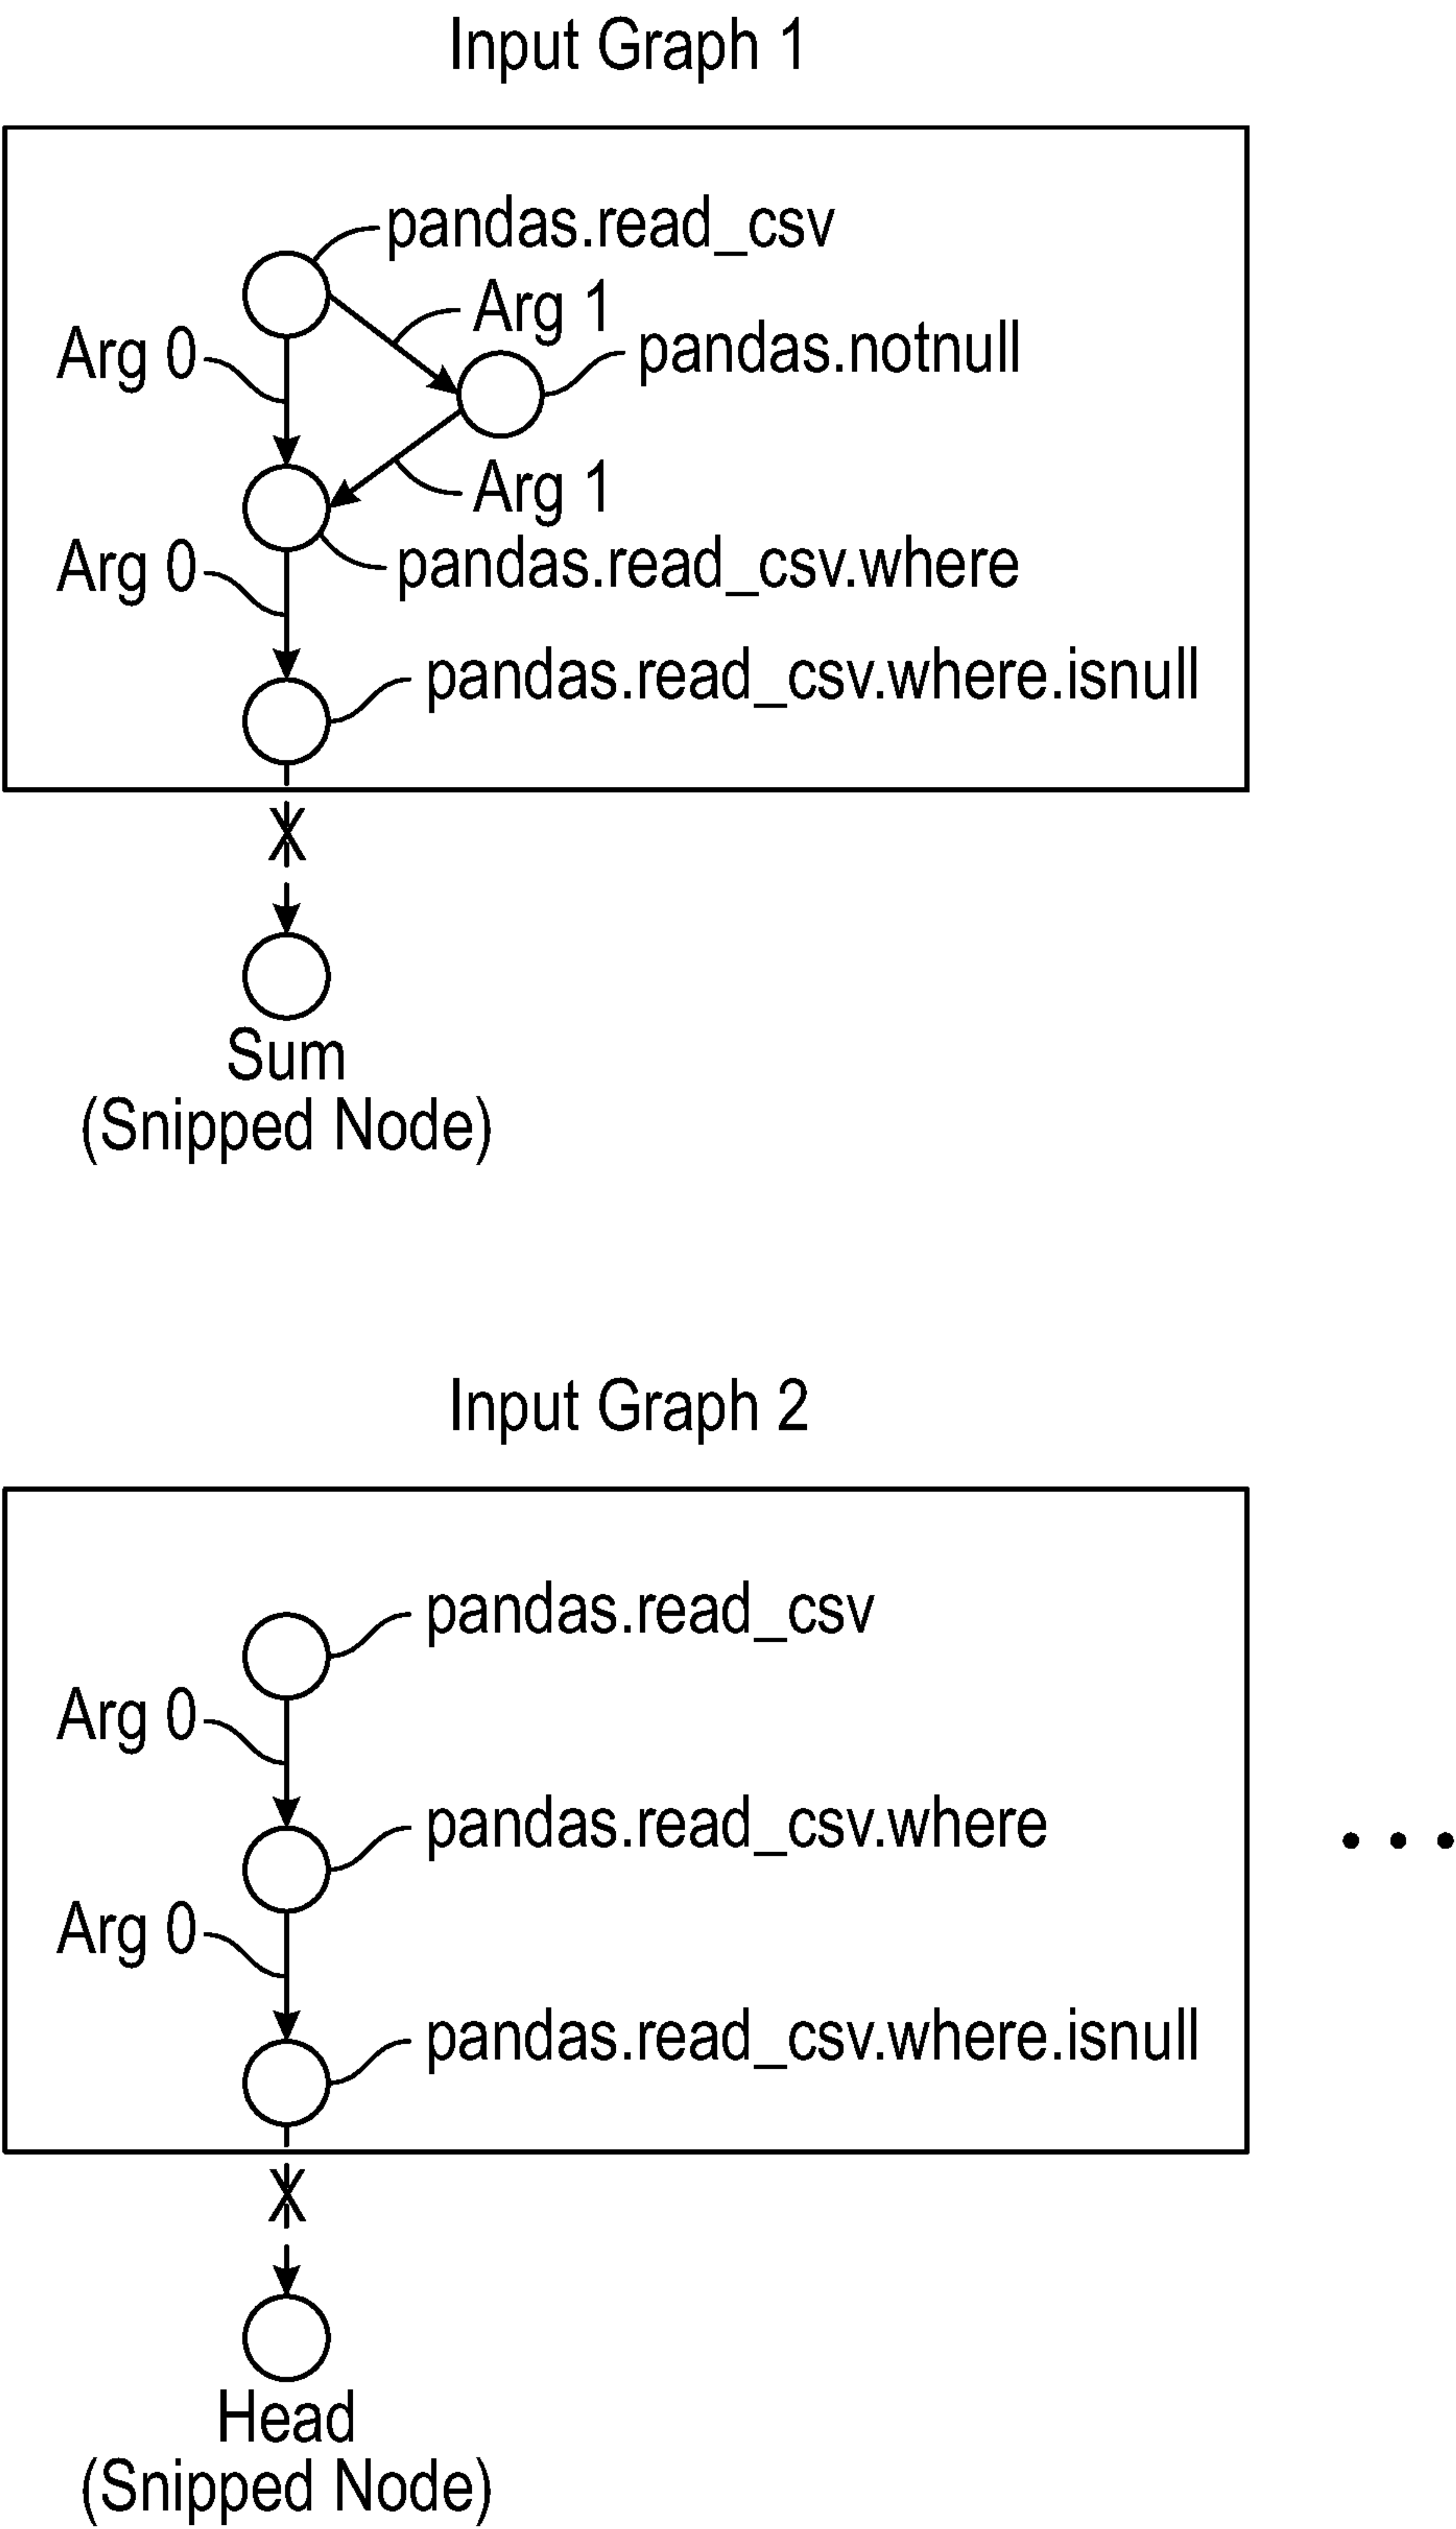 Input Graph 1
pandas.read_csv
Arg 1
Arg 0
pandas.notnull
Arg 1
Arg 0
pandas.read_csv.where
pandas.read_csv.where.isnull
X
Sum
(Snipped Node)
Input Graph 2
pandas.read_csv
Arg 0
pandas.read_csv.where
Arg 0
pandas.read_csv.where.isnull
X
Head
(Snipped Node)